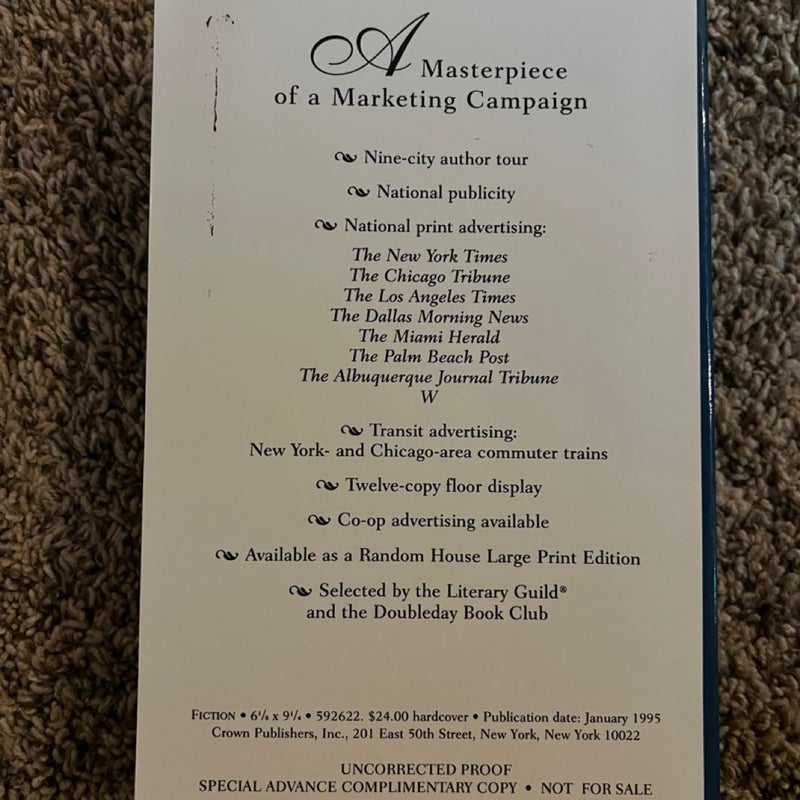 A Masterpiece
of a Marketing Campaign
Nine-city author tour
National publicity
National print advertising:
The New York Times
The Chicago Tribune
The Los Angeles Times
The Dallas Morning News
The Miami Herald
The Palm Beach Post
The Albuquerque Journal Tribune
W
Transit advertising:
New York- and Chicago-area commuter trains
Twelve-copy floor display
Co-op advertising available
Available as a Random House Large Print Edition
Selected by the Literary Guild®
and the Doubleday Book Club
FICTION • 6⅛ x 9¼ • 592622. $24.00 hardcover • Publication date: January 1995
Crown Publishers, Inc., 201 East 50th Street, New York, New York 10022
UNCORRECTED PROOF
SPECIAL ADVANCE COMPLIMENTARY COPY • NOT FOR SALE